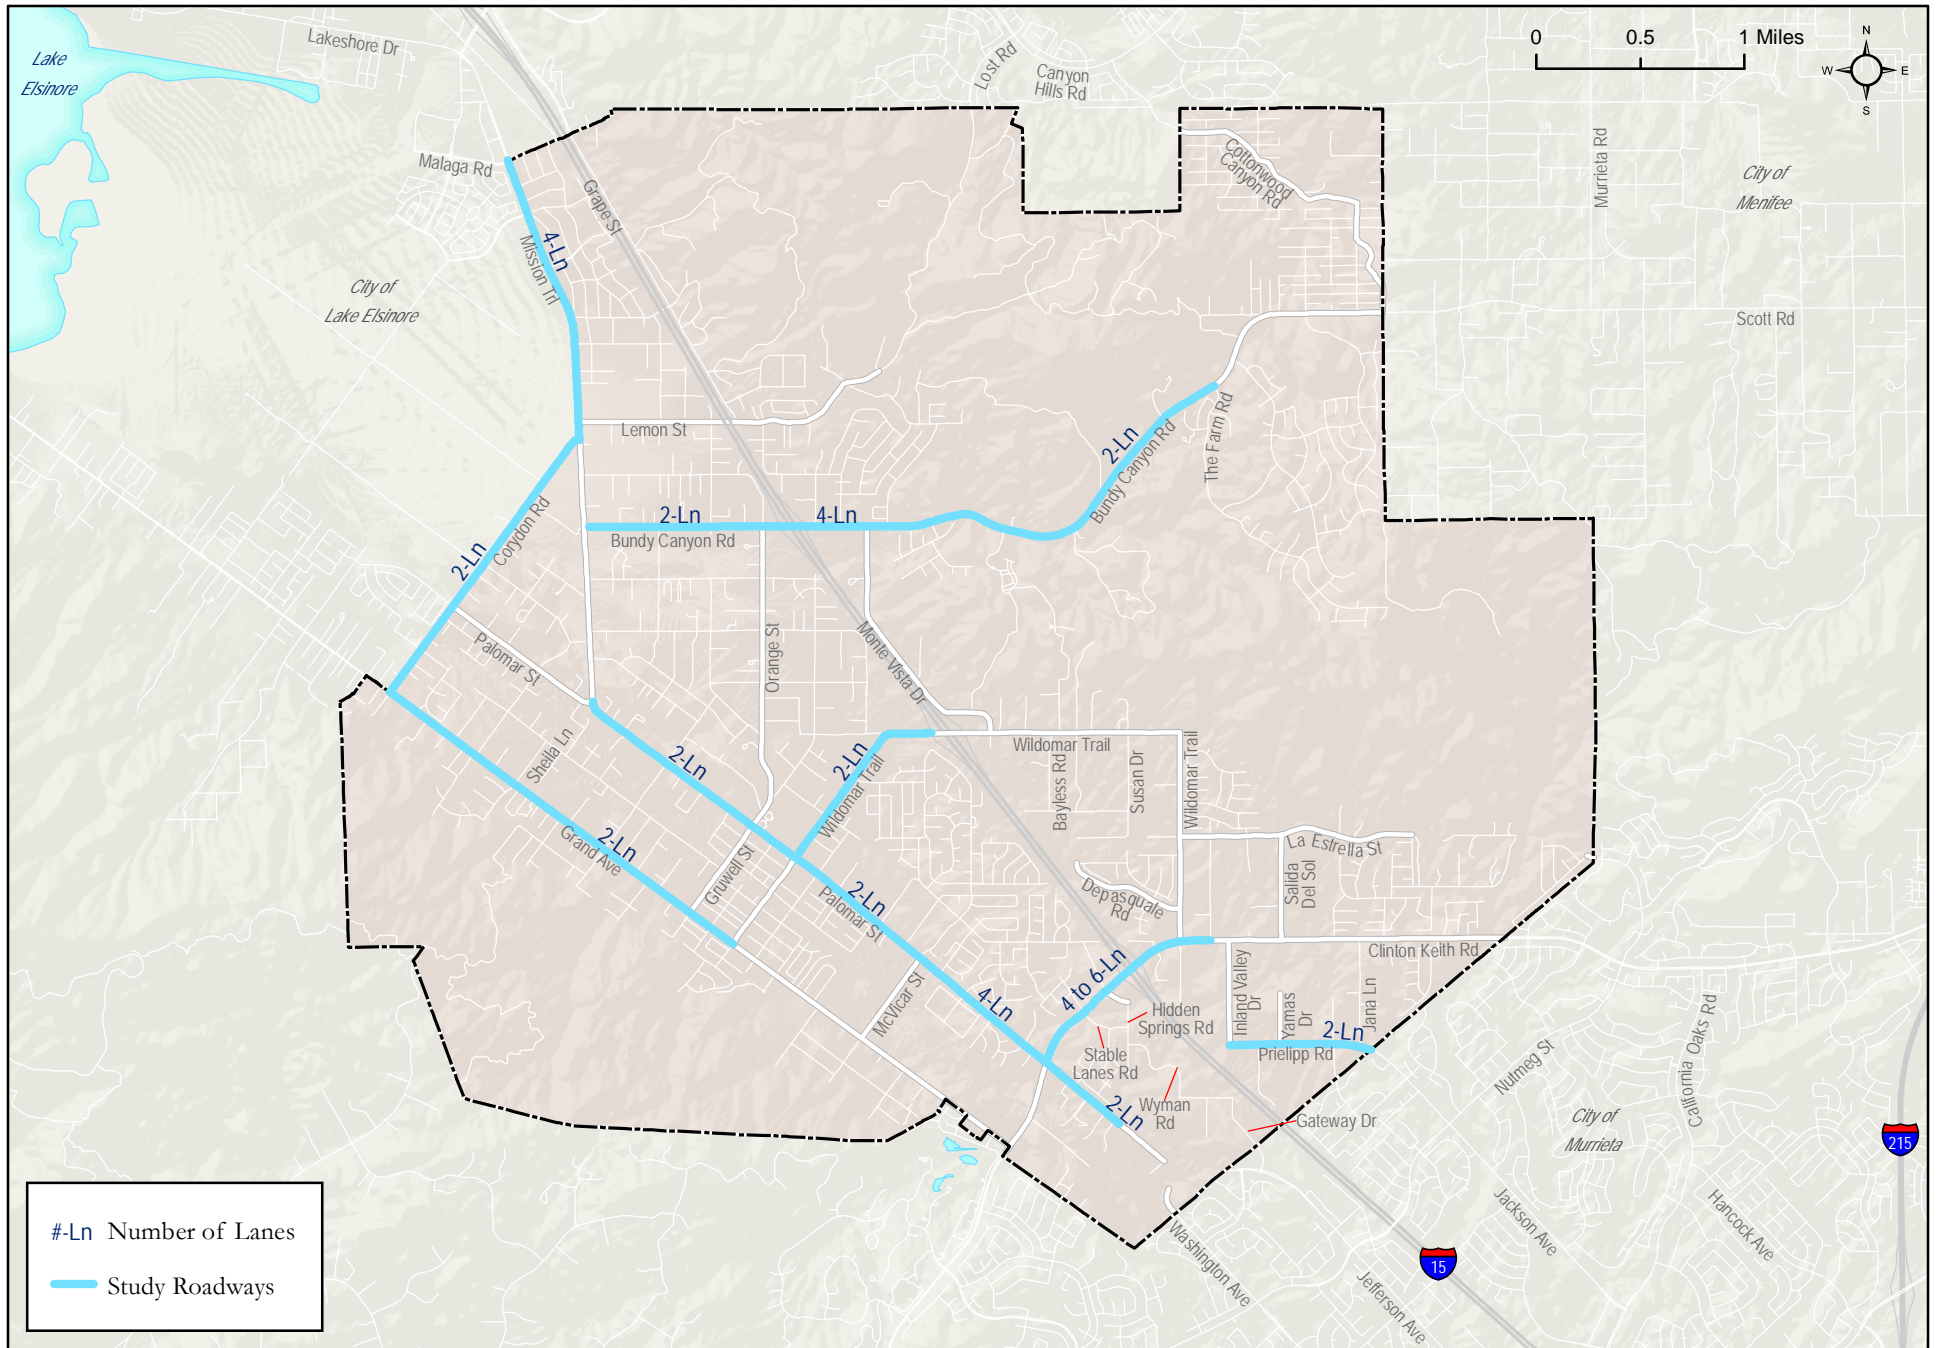 Lake
Elsinore
Lakeshore Dr
Lost Rd
Canyon
Hills Rd
0
0.5
1 Miles
N
W
E
S
Malaga Rd
Grape St
Cottonwood
Canyon Rd
Murrieta Rd
City of
Menifee
4-Ln
Mission Trl
City of
Lake Elsinore
Scott Rd
Lemon St
2-Ln
Bundy Canyon Rd
The Farm Rd
2-Ln
Corydon Rd
2-Ln
4-Ln
Bundy Canyon Rd
Palomar St
Orange St
Monte Vista Dr
Sheila Ln
2-Ln
2-Ln
Wildomar Trail
Wildomar Trail
Bayless Rd
Susan Dr
Wildomar Trail
2-Ln
Grand Ave
Gruwell St
2-Ln
Palomar St
La Estrella St
Salida
Del Sol
Depasquale
Rd
Clinton Keith Rd
McVicar St
4-Ln
4 to 6-Ln
Hidden
Springs Rd
Inland Valley
Dr
Yamas
Dr
Jana Ln
2-Ln
Prielipp Rd
Stable
Lanes Rd
Wyman
Rd
2-Ln
Gateway Dr
Nutmeg St
California Oaks Rd
City of
Murrieta
215
Washington Ave
Jackson Ave
Hancock Ave
15
Jefferson Ave
#-Ln Number of Lanes
Study Roadways